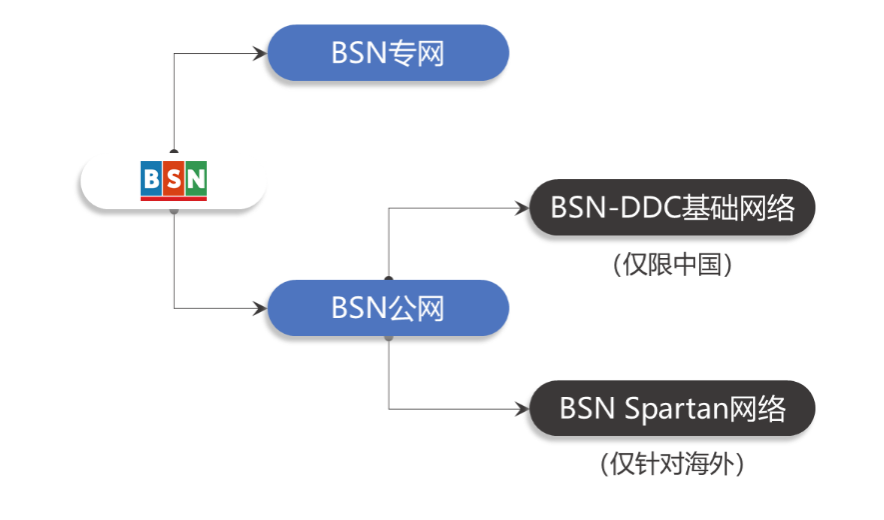 BSN专网
BSN
BSN-DDC基础网络
（仅限中国）
BSN公网
BSN Spartan网络
（仅针对海外）